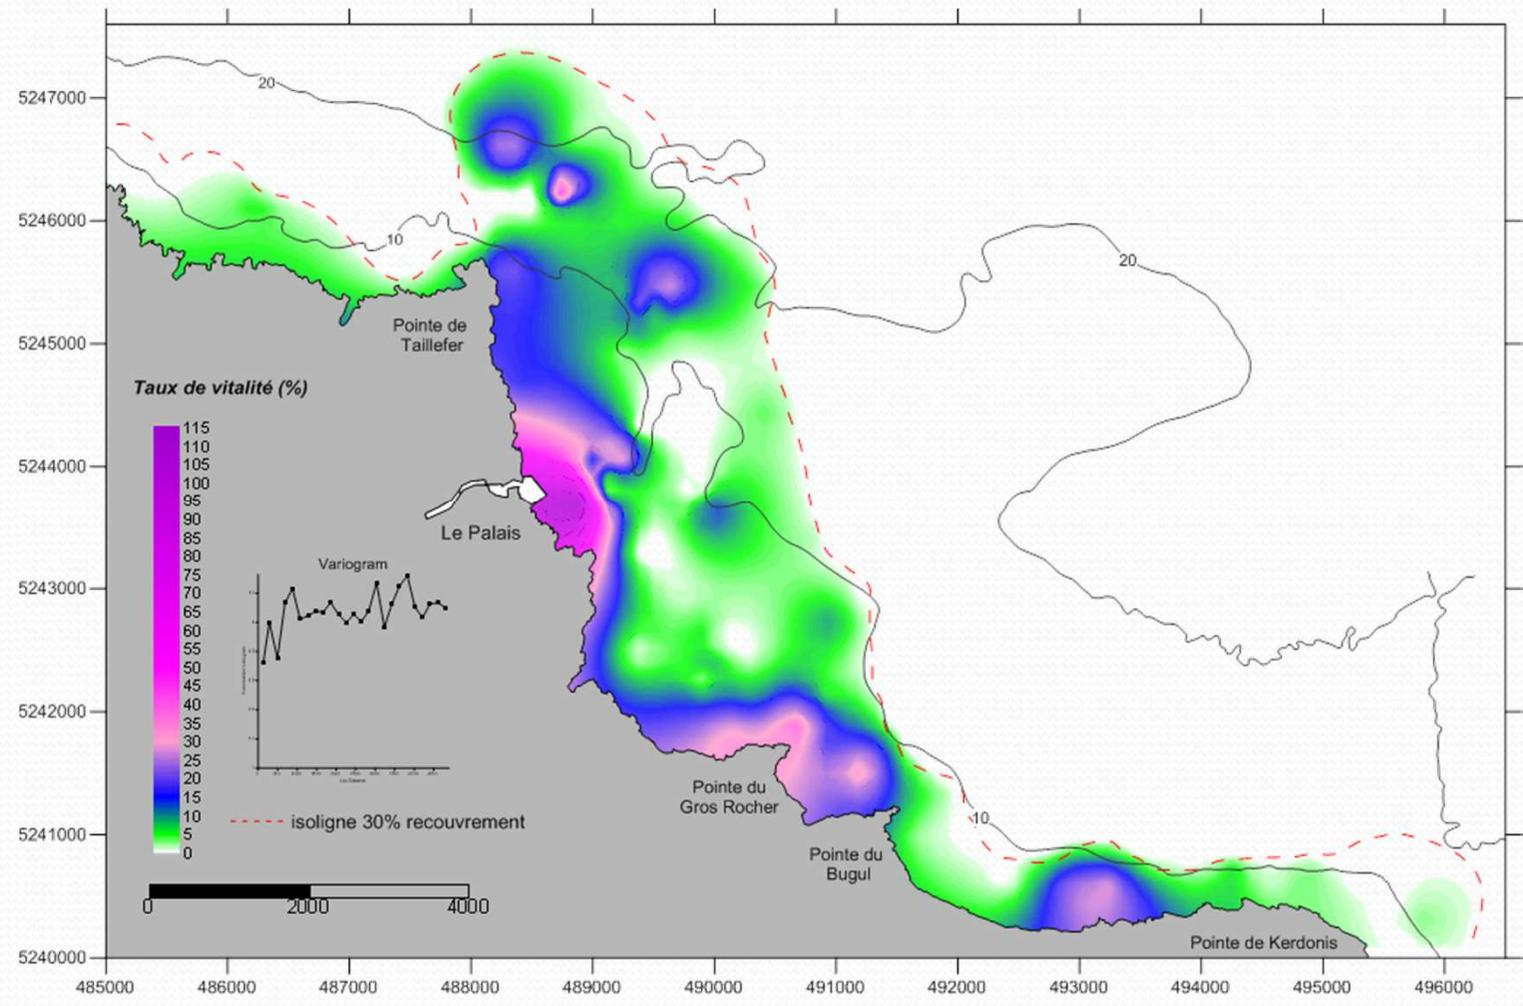 5247000
5246000
5245000
5244000
5243000
5242000
5241000
5240000
20
10
20
10
Pointe de
Taillefer
Taux de vitalité (%)
115
110
105
100
95
90
85
80
75
70
65
60
55
50
45
40
35
30
25
20
15
10
5
0
Le Palais
Variogram
Pointe du
Gros Rocher
isoligne 30% recouvrement
Pointe du
Bugul
0 2000 4000
Pointe de Kerdonis
485000 486000 487000 488000 489000 490000 491000 492000 493000 494000 495000 496000